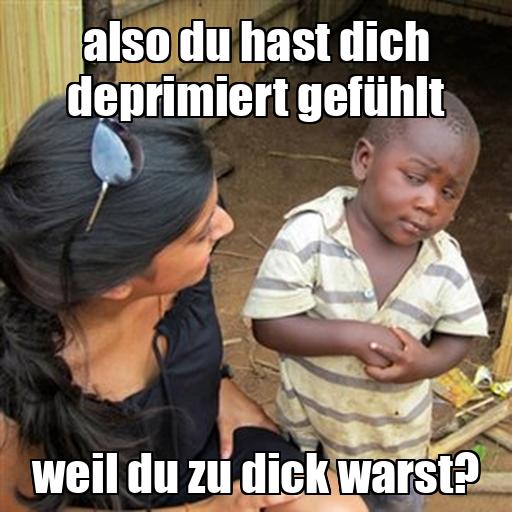 also du hast dich
deprimiert gefühlt
weil du zu dick warst?